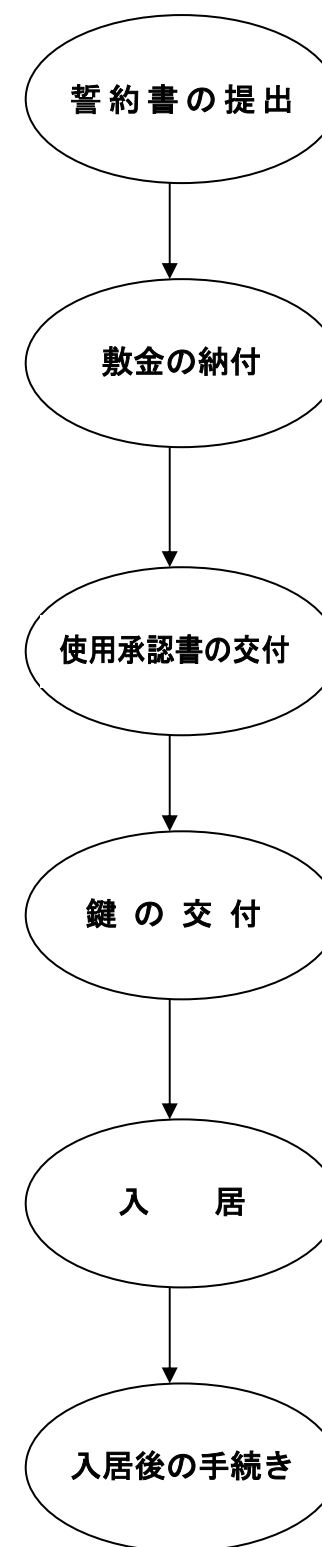 誓約書の提出
敷金の納付
使用承認書の交付
鍵の交付
入居
入居後の手続き